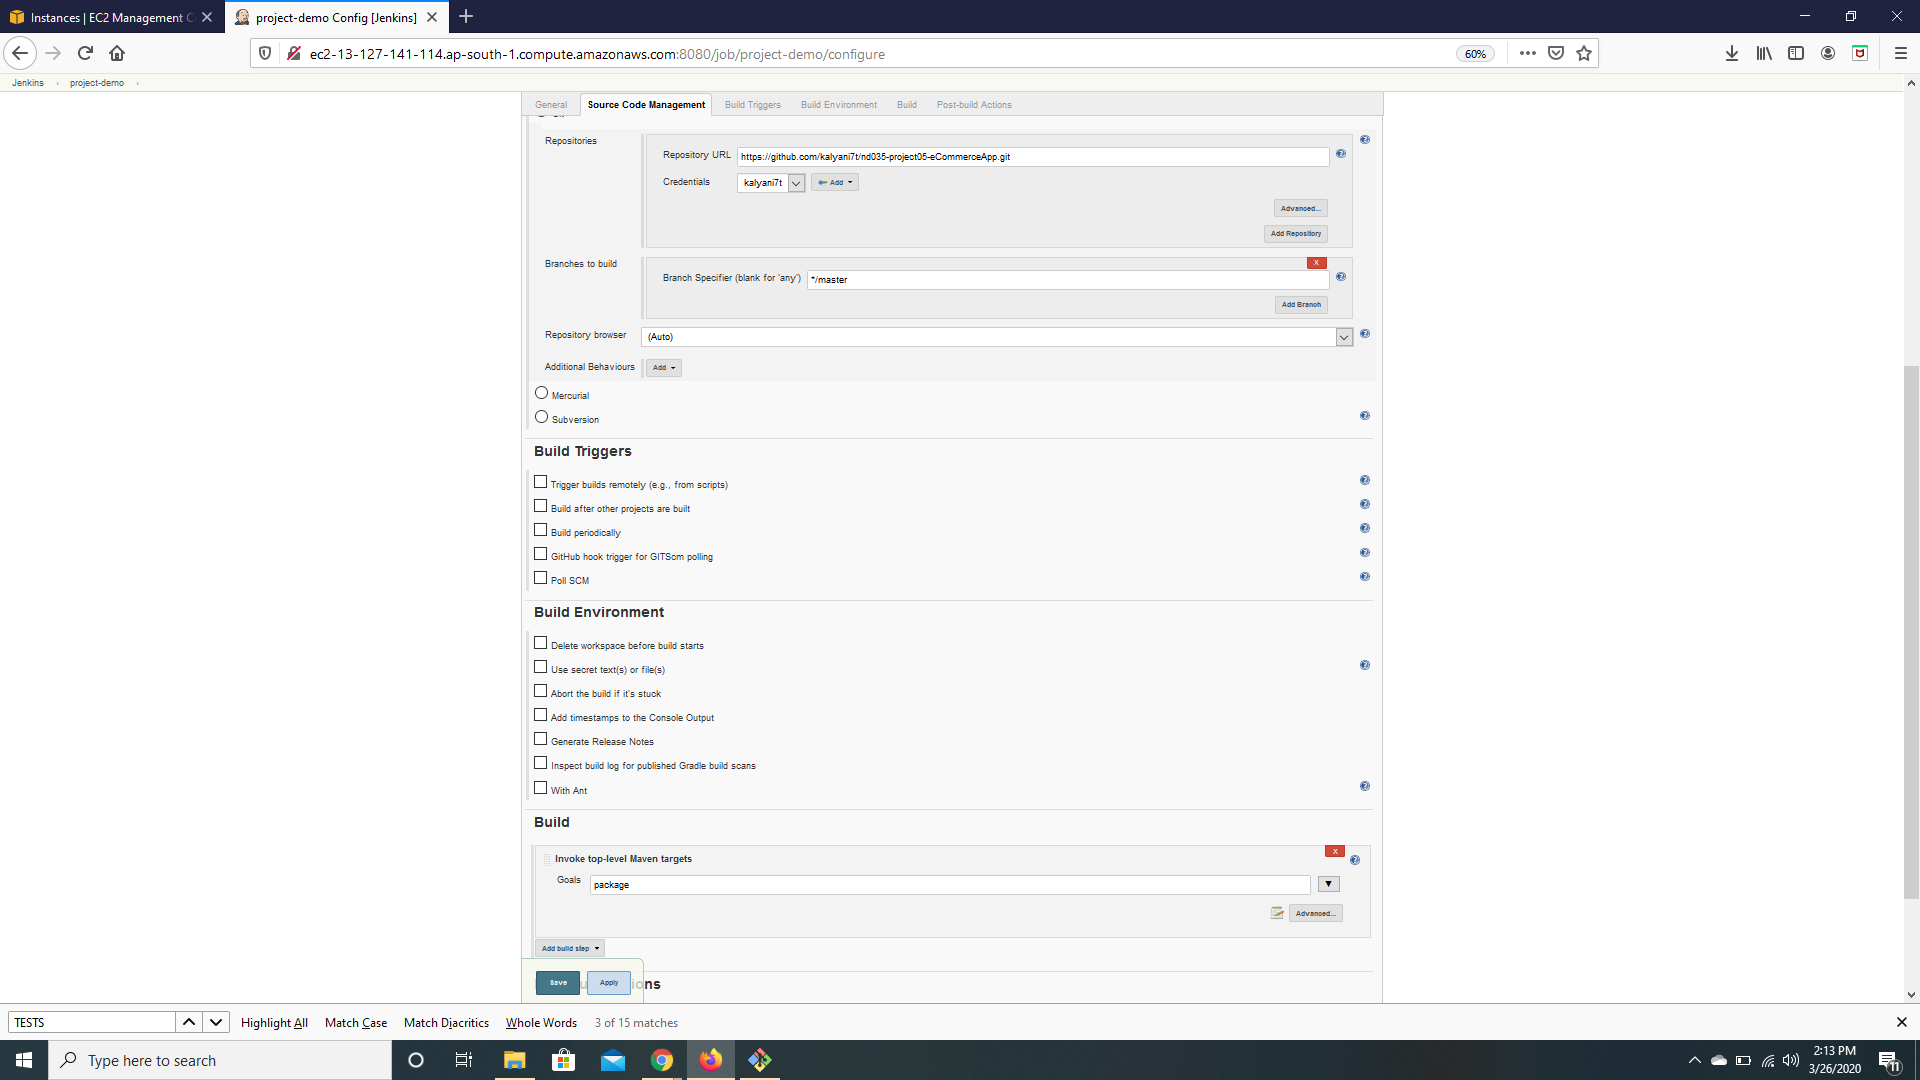 Instances | EC2 Management C
project-demo Config [Jenkins]
ec2-13-127-141-114.ap-south-1.compute.amazonaws.com:8080/job/project-demo/configure
60%
Jenkins
project-demo
General
Source Code Management
Build Triggers
Build Environment
Build
Post-build Actions
Repositories
Repository URL
https://github.com/kalyani7t/nd035-project05-eCommerceApp.git
Credentials
kalyani7t
Add
Advanced...
Add Repository
Branches to build
X
Branch Specifier (blank for 'any')
*/master
Add Branch
Repository browser
(Auto)
Additional Behaviours
Add
Mercurial
Subversion
Build Triggers
Trigger builds remotely (e.g., from scripts)
Build after other projects are built
Build periodically
GitHub hook trigger for GITScm polling
Poll SCM
Build Environment
Delete workspace before build starts
Use secret text(s) or file(s)
Abort the build if it's stuck
Add timestamps to the Console Output
Generate Release Notes
Inspect build log for published Gradle build scans
With Ant
Build
Invoke top-level Maven targets
X
Goals
package
Advanced...
Add build step
Save
Apply
ons
TESTS
Highlight All
Match Case
Match Diacritics
Whole Words
3 of 15 matches
Type here to search
2:13 PM
3/26/2020
11